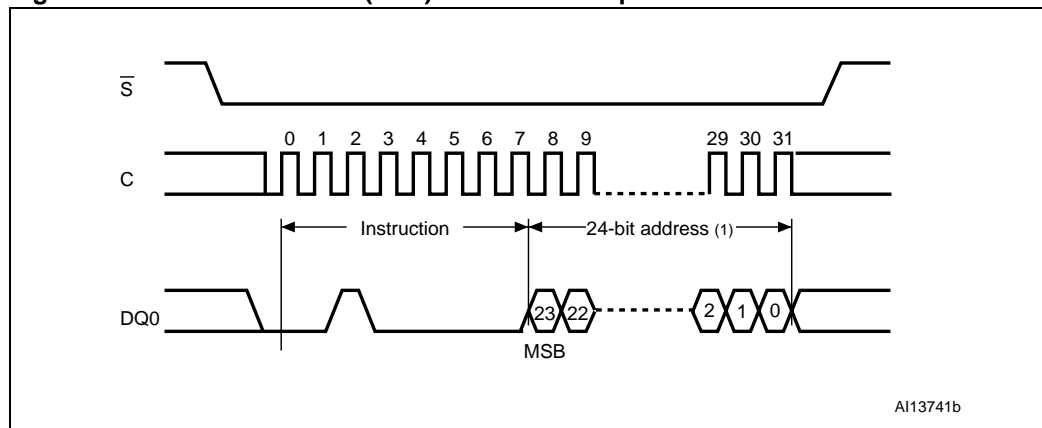 S
0 1 2 3 4 5 6 7 8 9 29 30 31
C
Instruction 24-bit address (1)
DQ0 23 22 2 1 0
MSB
AI13741b